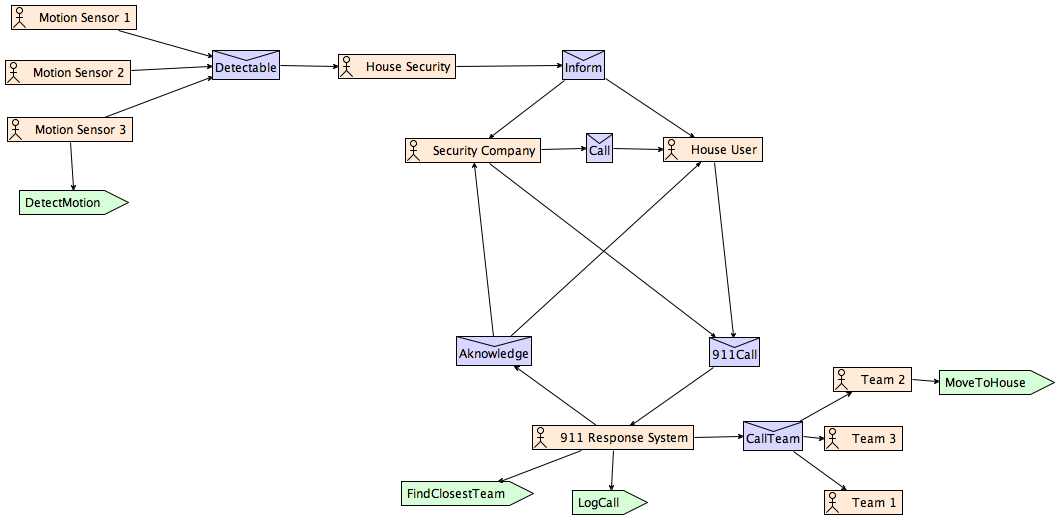 Motion Sensor 1
Motion Sensor 2
Detectable
House Security
Inform
Motion Sensor 3
Security Company
Call
House User
DetectMotion
Aknowledge
911Call
Team 2
MoveToHouse
911 Response System
CallTeam
Team 3
FindClosestTeam
LogCall
Team 1